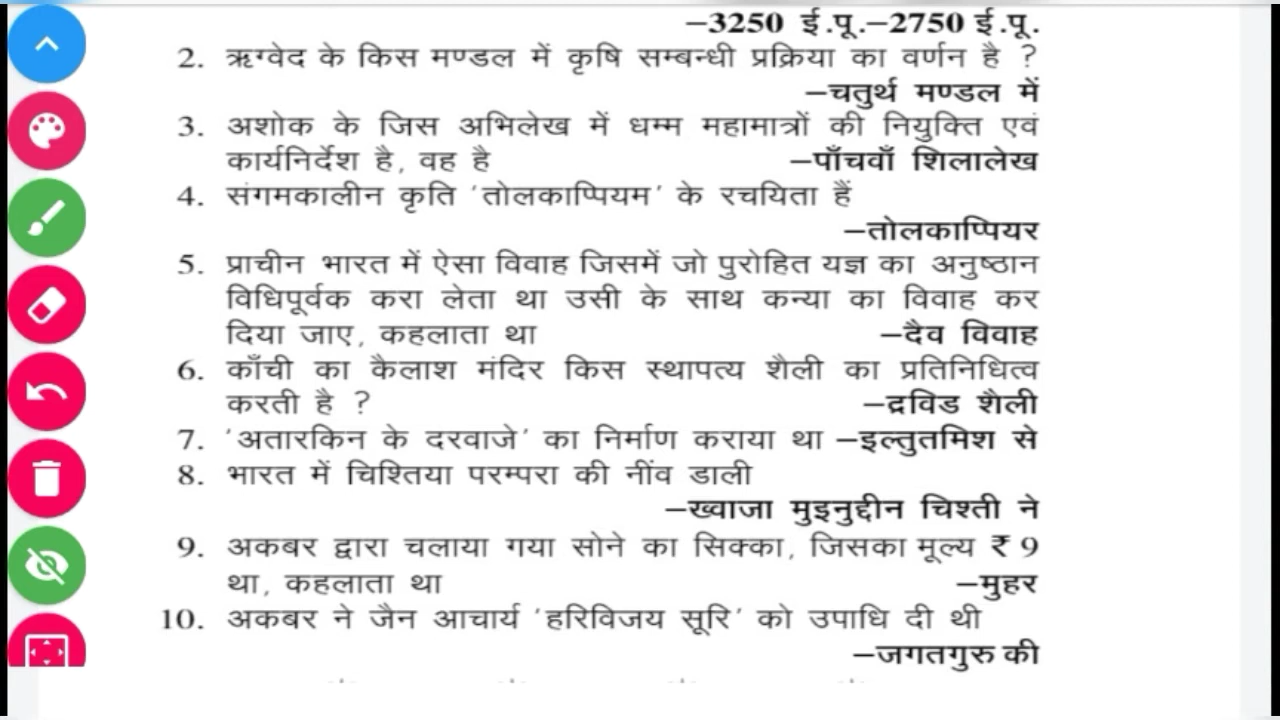 –3250 ई.पू.–2750 ई.पू.
2. ऋग्वेद के किस मण्डल में कृषि सम्बन्धी प्रक्रिया का वर्णन है ?
–चतुर्थ मण्डल में
3. अशोक के जिस अभिलेख में धम्म महामात्रों की नियुक्ति एवं
कार्यनिर्देश है, वह है –पाँचवाँ शिलालेख
4. संगमकालीन कृति 'तोलकाप्पियम' के रचयिता हैं
–तोलकाप्पियर
5. प्राचीन भारत में ऐसा विवाह जिसमें जो पुरोहित यज्ञ का अनुष्ठान
विधिपूर्वक करा लेता था उसी के साथ कन्या का विवाह कर
दिया जाए, कहलाता था –दैव विवाह
6. काँची का कैलाश मंदिर किस स्थापत्य शैली का प्रतिनिधित्व
करती है ? –द्रविड शैली
7. 'अतारकिन के दरवाजे' का निर्माण कराया था –इल्तुतमिश से
8. भारत में चिश्तिया परम्परा की नींव डाली
–ख्वाजा मुइनुद्दीन चिश्ती ने
9. अकबर द्वारा चलाया गया सोने का सिक्का, जिसका मूल्य ₹ 9
था, कहलाता था –मुहर
10. अकबर ने जैन आचार्य 'हरिविजय सूरि' को उपाधि दी थी
–जगतगुरु की